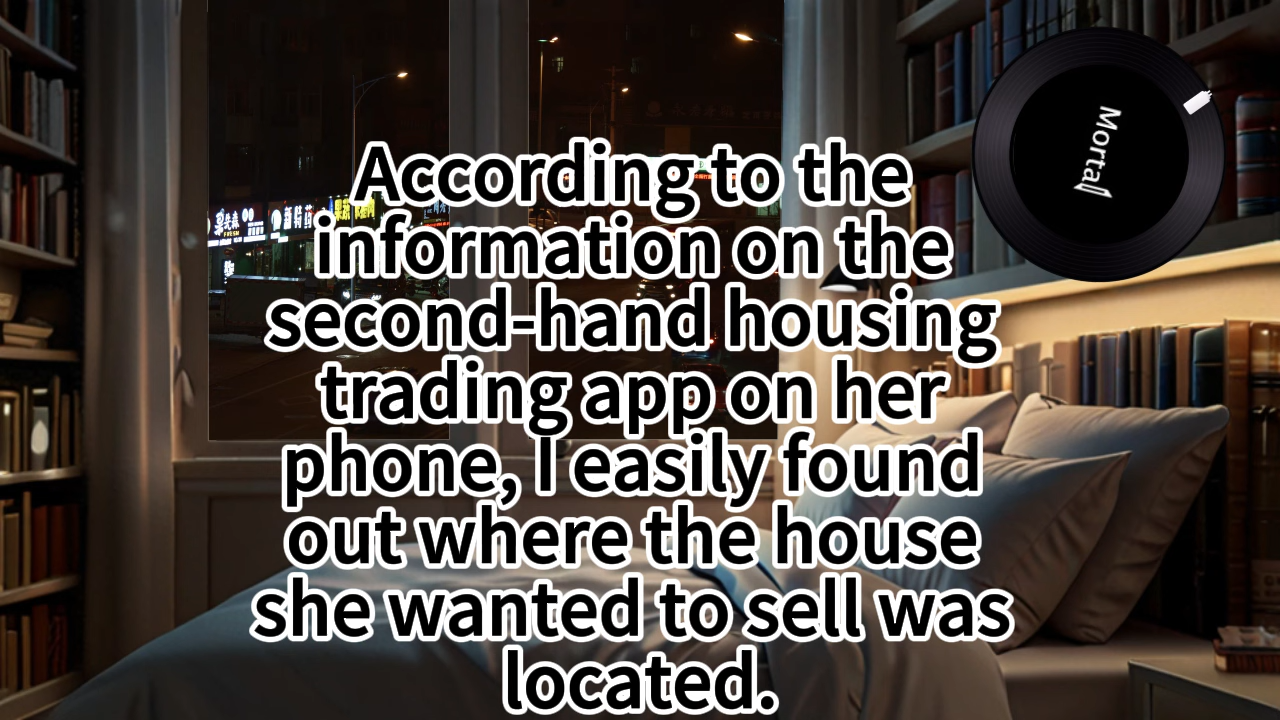 According to the
information on the
second-hand housing
trading app on her
phone, I easily found
out where the house
she wanted to sell was
located.
Mortal
FRESH